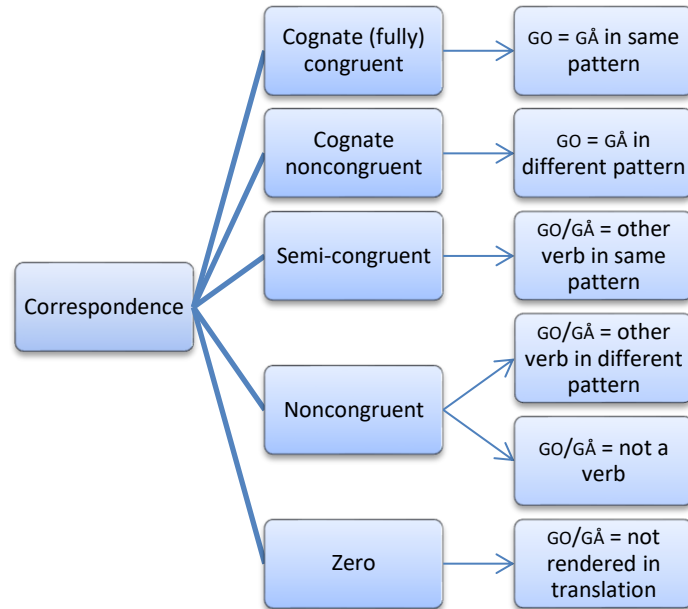 Cognate (fully)
congruent
GO = GÅ in same
pattern
Cognate
noncongruent
GO = GÅ in
different pattern
Semi-congruent
GO/GÅ = other
verb in same
pattern
Correspondence
Noncongruent
GO/GÅ = other
verb in different
pattern
GO/GÅ = not a
verb
Zero
GO/GÅ = not
rendered in
translation